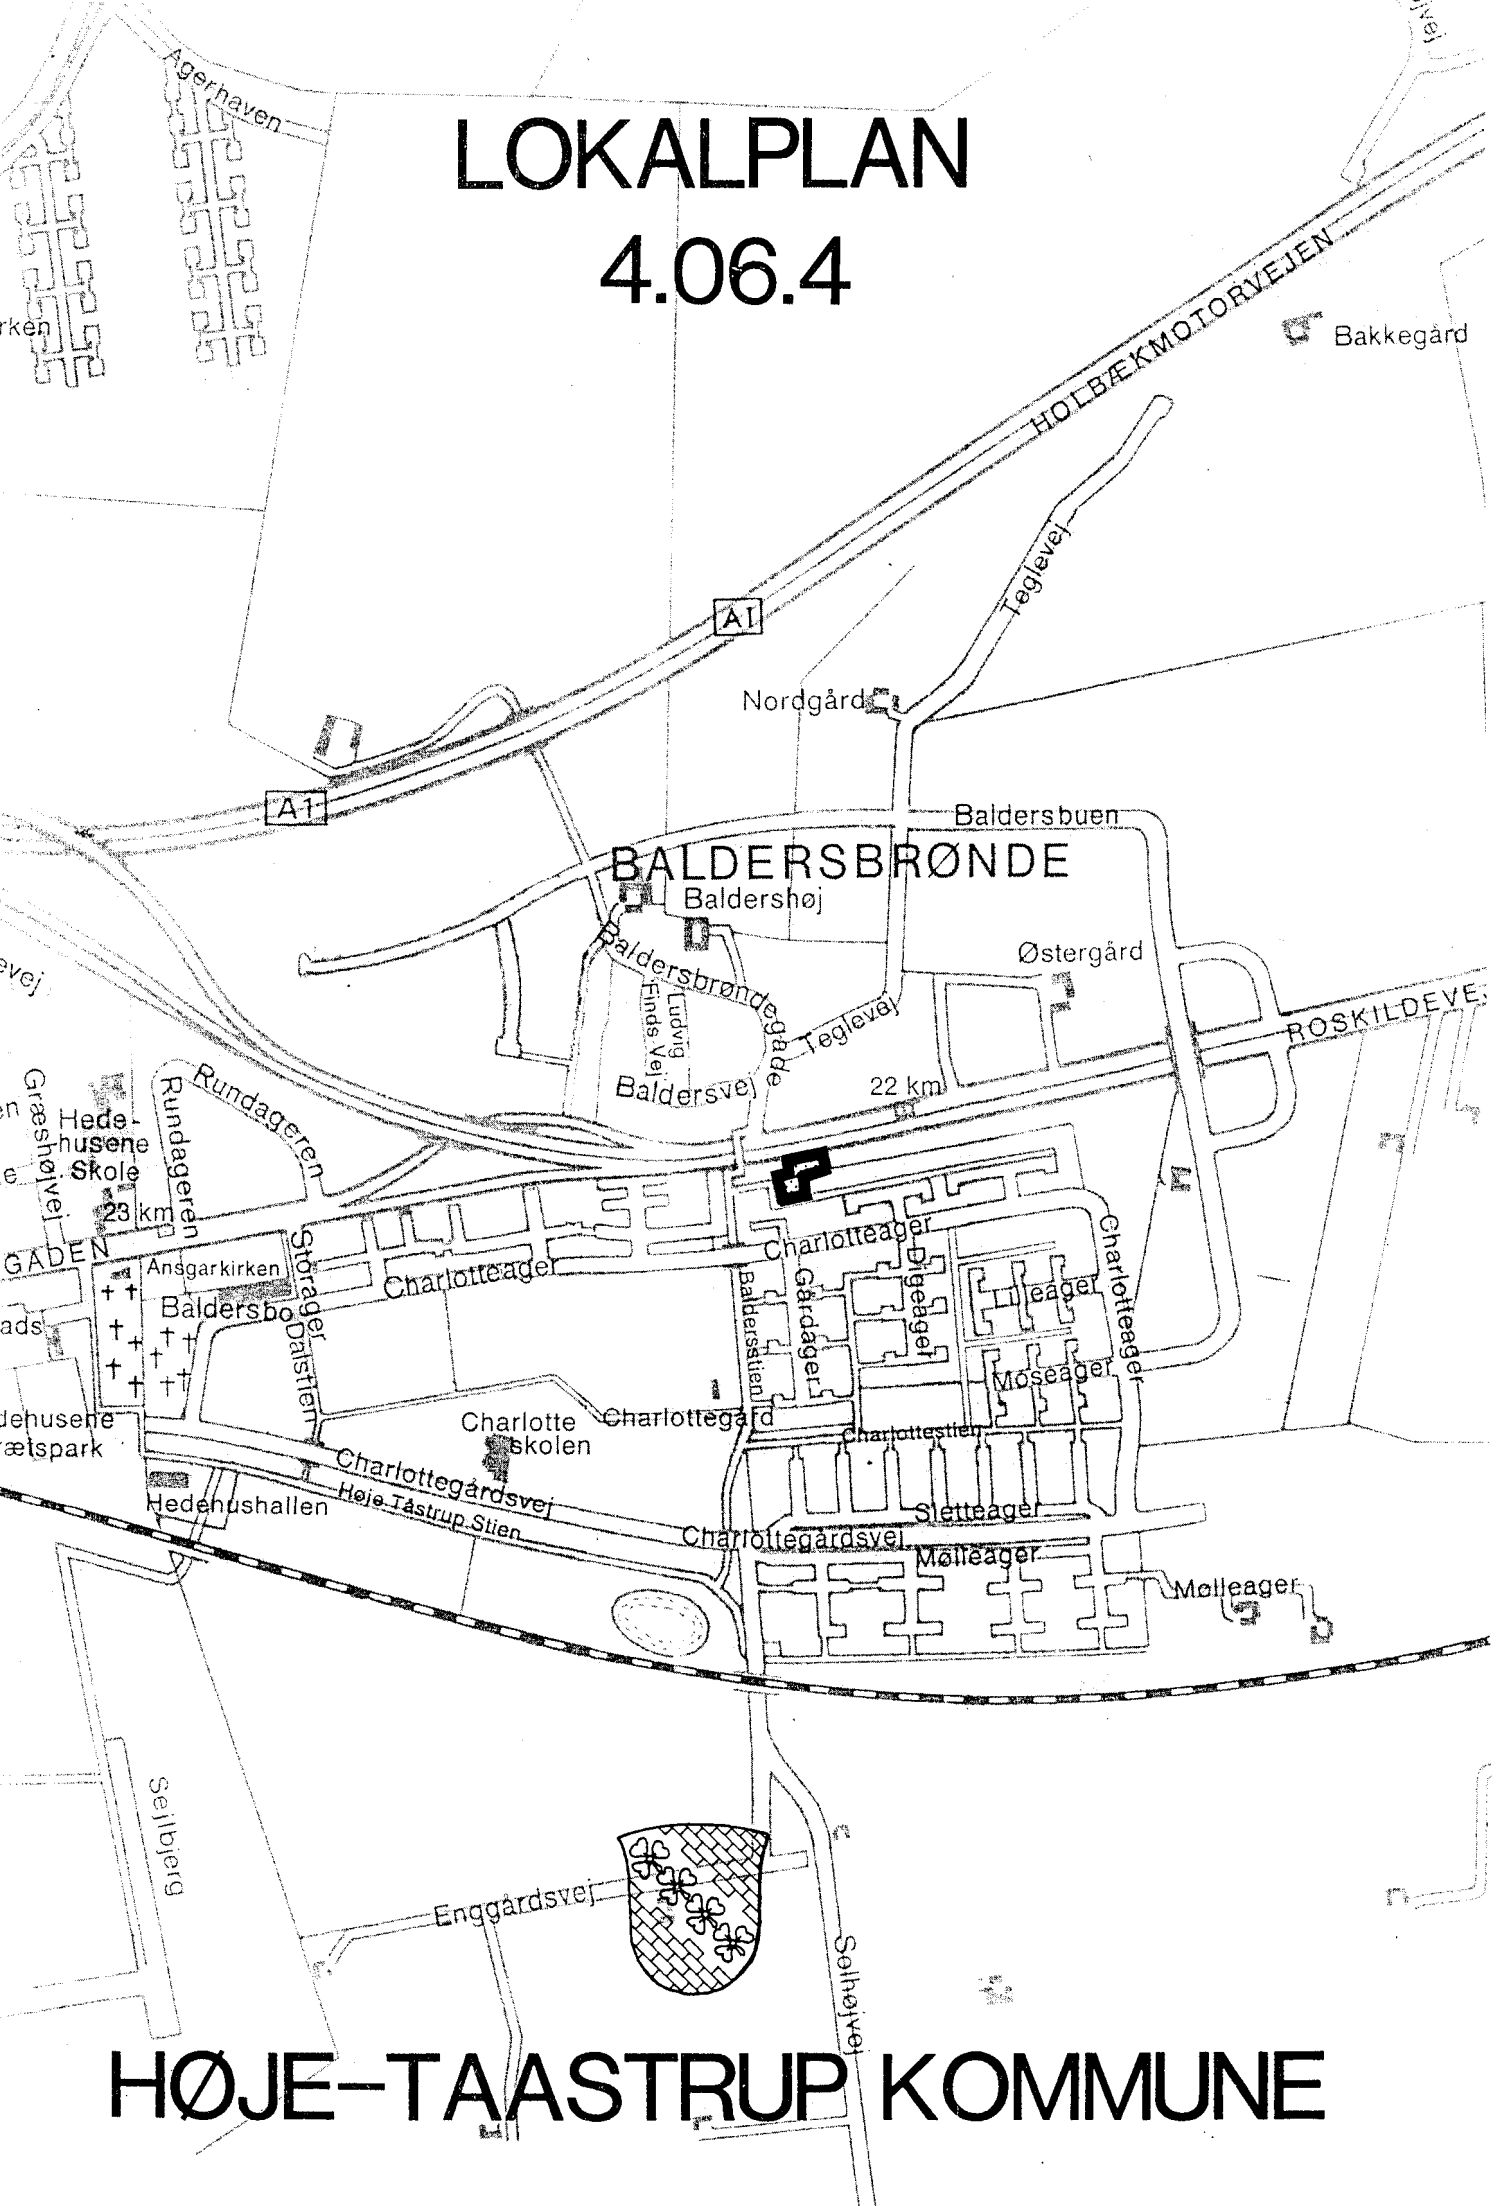 Agerhaven
LOKALPLAN
4.06.4
HOLBÆKMOTORVEJEN
Bakkegård
Teglevej
A1
Nordgård
A1
Baldersbuen
BALDERSBRØNDE
Baldershøj
Østergård
Baldersbrøndegade
Finds Vej
Ludvig
Teglevej
ROSKILDEVE
Baldersvej
22 km
Græshøjvej
Hede-
husene
Skole
Rundageren
Rundageren
23 km
GADEN
Ansgarkirken
Storager
Charlotteager
Charlotteager
Digeager
Charlotteager
Baldersbo
Dalstien
Baldersstien
Gårdager
Lilleager
Moseager
Charlotte
skolen
Charlottegård
Charlottestien
Charlottegårdsvej
Høje Tåstrup Stien
Hedehushallen
Sletteager
Charlottegårdsvej
Mølleager
Mølleager
Sejlbjerg
Enggårdsvej
Solhøjvej
HØJE-TAASTRUP KOMMUNE